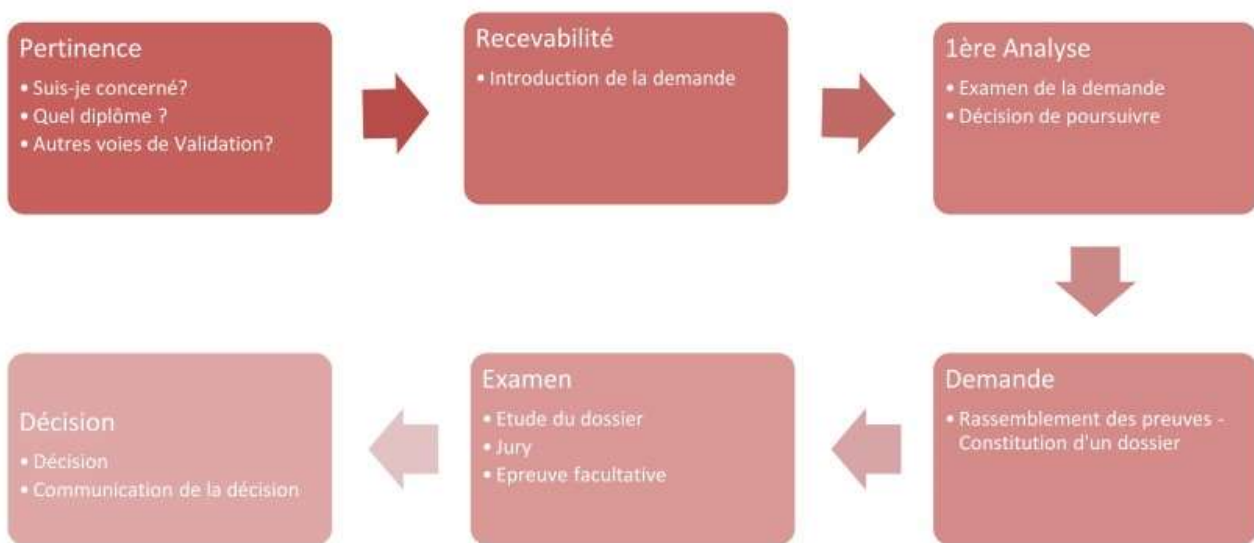 Pertinence
• Suis-je concerné?
• Quel diplôme ?
• Autres voies de Validation?
Recevabilité
• Introduction de la demande
1ère Analyse
• Examen de la demande
• Décision de poursuivre
Demande
• Rassemblement des preuves -
Constitution d'un dossier
Examen
• Etude du dossier
• Jury
• Epreuve facultative
Décision
• Décision
• Communication de la décision